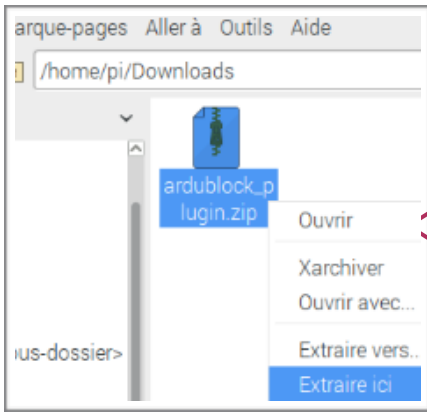 arque-pages Aller à Outils Aide
/home/pi/Downloads
ardublock_p
lugin.zip
Ouvrir
Xarchiver
Ouvrir avec...
us-dossier>
Extraire vers..
Extraire ici